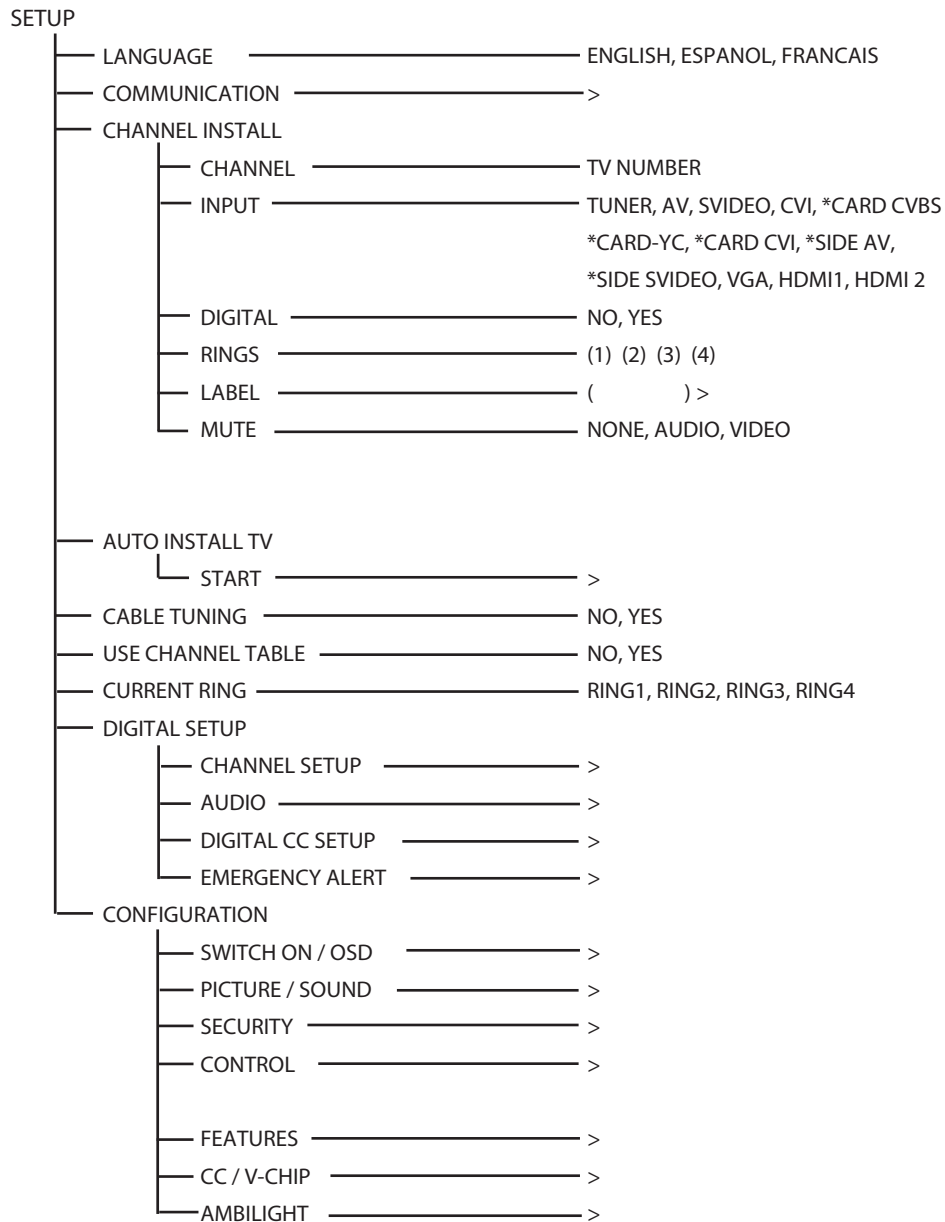 SETUP
LANGUAGE ENGLISH, ESPANOL, FRANCAIS
COMMUNICATION >
CHANNEL INSTALL
CHANNEL TV NUMBER
INPUT TUNER, AV, SVIDEO, CVI, *CARD CVBS
*CARD-YC, *CARD CVI, *SIDE AV,
*SIDE SVIDEO, VGA, HDMI1, HDMI 2
DIGITAL NO, YES
RINGS (1) (2) (3) (4)
LABEL ( ) >
MUTE NONE, AUDIO, VIDEO
AUTO INSTALL TV
START >
CABLE TUNING NO, YES
USE CHANNEL TABLE NO, YES
CURRENT RING RING1, RING2, RING3, RING4
DIGITAL SETUP
CHANNEL SETUP >
AUDIO >
DIGITAL CC SETUP >
EMERGENCY ALERT >
CONFIGURATION
SWITCH ON / OSD >
PICTURE / SOUND >
SECURITY >
CONTROL >
FEATURES >
CC / V-CHIP >
AMBILIGHT >